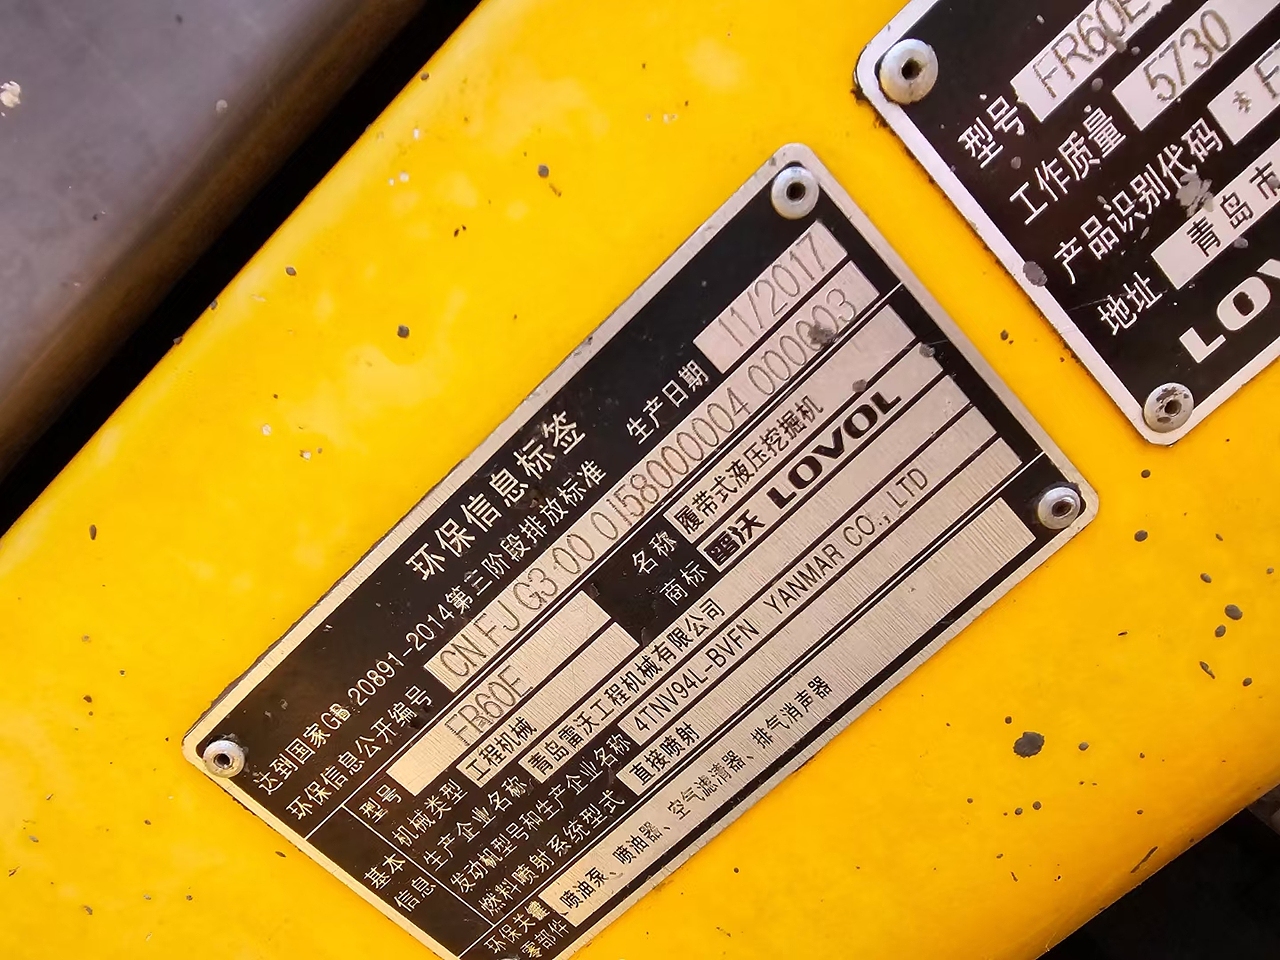 环保信息标签
达到国家GB 20891-2014第三阶段排放标准 生产日期 11/2017
环保信息公开编号 CN FJ G3 00 0158000004 000003
基本信息
型号 FR60E 名称 履带式液压挖掘机
机械类型 工程机械 商标 雷沃 LOVOL
生产企业名称 青岛雷沃工程机械有限公司
发动机型号和生产企业名称 4TNV94L-BVFN YANMAR CO., LTD
燃料喷射系统型式 直接喷射
环保关键零部件 喷油泵、喷油器、空气滤清器、排气消声器
型号 FR60E
工作质量 5730
产品识别代码 * F
地址 青岛市